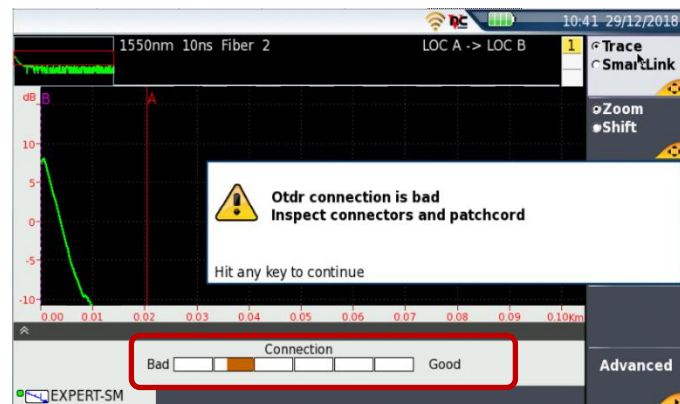 10:41 29/12/2018
1550nm 10ns Fiber 2 LOC A -> LOC B 1
Trace
SmartLink
Zoom
Shift
dB B A
10
5
0
-5
-10
0.00 0.01 0.02 0.03 0.04 0.05 0.06 0.07 0.08 0.09 0.10Km
Otdr connection is bad
Inspect connectors and patchcord
Hit any key to continue
Connection
Bad Good
Advanced
EXPERT-SM